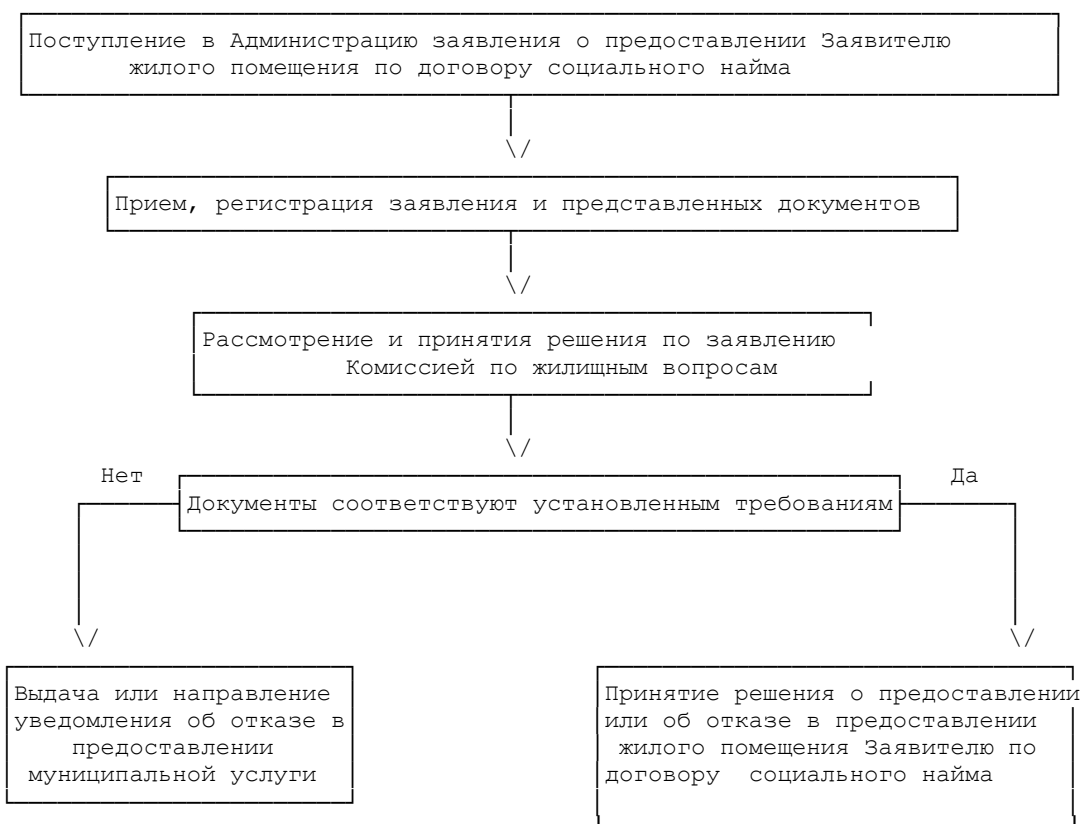 Поступление в Администрацию заявления о предоставлении Заявителю
жилого помещения по договору социального найма
\/
Прием, регистрация заявления и представленных документов
\/
Рассмотрение и принятия решения по заявлению
Комиссией по жилищным вопросам
\/
Нет
Да
Документы соответствуют установленным требованиям
\/
\/
Выдача или направление
уведомления об отказе в
предоставлении
муниципальной услуги
Принятие решения о предоставлении
или об отказе в предоставлении
жилого помещения Заявителю по
договору социального найма